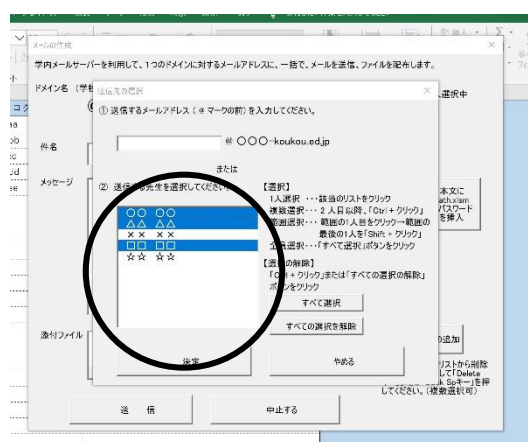 メールの作成
学内メールサーバーを利用して、1つのドメインに対するメールアドレスに、一括で、メールを送信、ファイルを配布します。
ドメイン名
選択中
件名
メッセージ
添付ファイル
送信先の選択
① 送信するメールアドレス（@マークの前）を入力してください。
@ 〇〇〇-koukou.ed.jp
または
② 送信する先生を選択してください
〇〇 〇〇
△△ △△
×× ××
□□ □□
☆☆ ☆☆
【選択】
1人選択 ・・・該当のリストをクリック
複数選択・・・2人目以降、「Ctrl + クリック」
範囲選択・・・範囲の1人目をクリック→範囲の
最後の1人を「Shift + クリック」
全員選択・・・「すべて選択」ボタンをクリック
【選択の解除】
「Ctrl + クリック」または「すべての選択の解除」
ボタンをクリック
すべて選択
すべての選択を解除
決定
やめる
本文に
パスワード
を挿入
の追加
リストから削除
して「Delete
キー」を押
してください。（複数選択可）
送 信
中止する